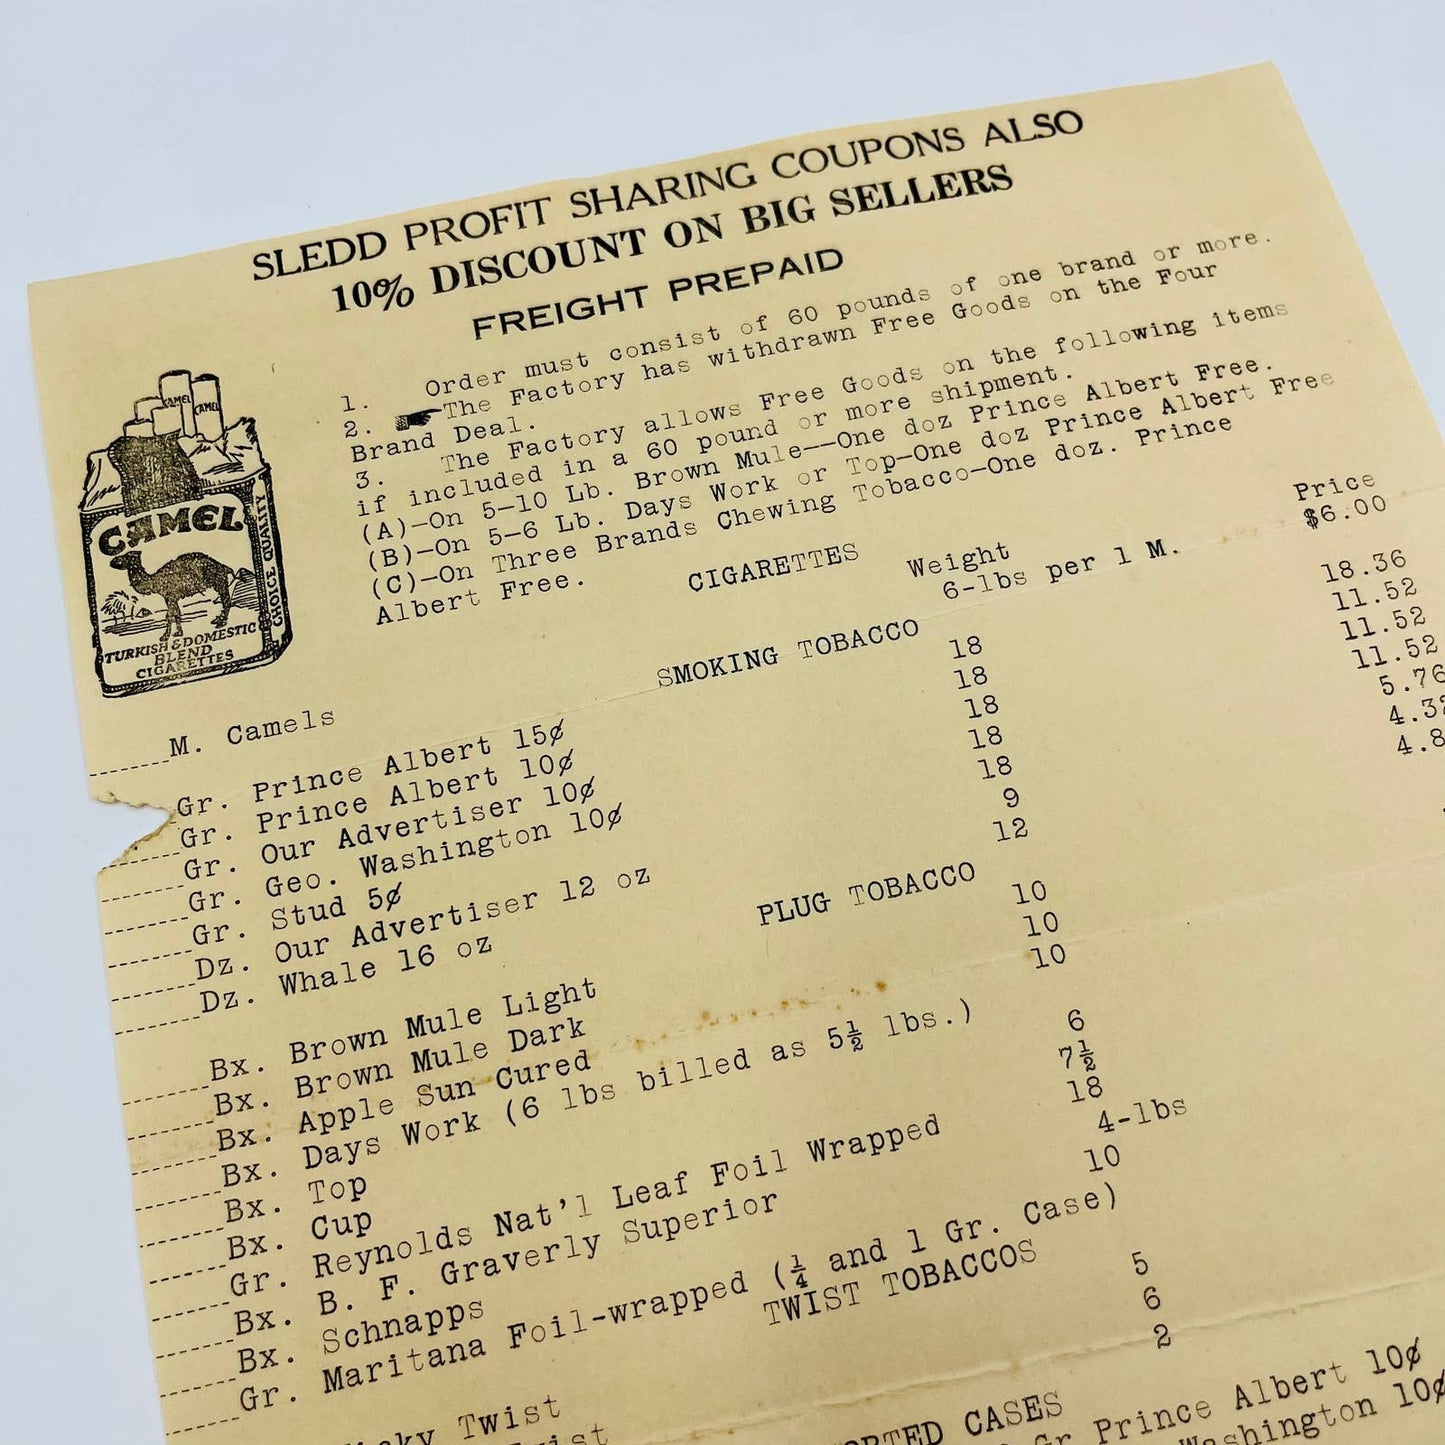 SLEDD PROFIT SHARING COUPONS ALSO
10% DISCOUNT ON BIG SELLERS
FREIGHT PREPAID
1. Order must consist of 60 pounds of one brand or more.
2. The Factory has withdrawn Free Goods on the Four
Brand Deal.
3. The Factory allows Free Goods on the following items
if included in a 60 pound or more shipment.
(A)-On 5-10 Lb. Brown Mule--One doz Prince Albert Free.
(B)-On 5-6 Lb. Days Work or Top-One doz Prince Albert Free
(C)-On Three Brands Chewing Tobacco-One doz. Prince
Albert Free.
CAMEL
CAMEL
CAMEL
CHOICE QUALITY
TURKISH & DOMESTIC
BLEND
CIGARETTES
CIGARETTES Weight Price
M. Camels 6-lbs per 1 M. $6.00
SMOKING TOBACCO
Gr. Prince Albert 15¢ 18 18.36
Gr. Prince Albert 10¢ 18 11.52
Gr. Our Advertiser 10¢ 18 11.52
Gr. Geo. Washington 10¢ 18 11.52
Gr. Stud 5¢ 18 5.76
Dz. Our Advertiser 12 oz 9 4.32
Dz. Whale 16 oz 12 4.8
PLUG TOBACCO
Bx. Brown Mule Light 10
Bx. Brown Mule Dark 10
Bx. Apple Sun Cured 10
Bx. Days Work (6 lbs billed as 5½ lbs.)
Bx. Top 6
Bx. Cup 7½
Gr. Reynolds Nat'l Leaf Foil Wrapped 18
Bx. B. F. Graverly Superior 4-lbs
Bx. Schnapps 10
Gr. Maritana Foil-wrapped (¼ and 1 Gr. Case)
TWIST TOBACCOS
5
Twist 6
2
CASES
Gr Prince Albert 10¢
10¢